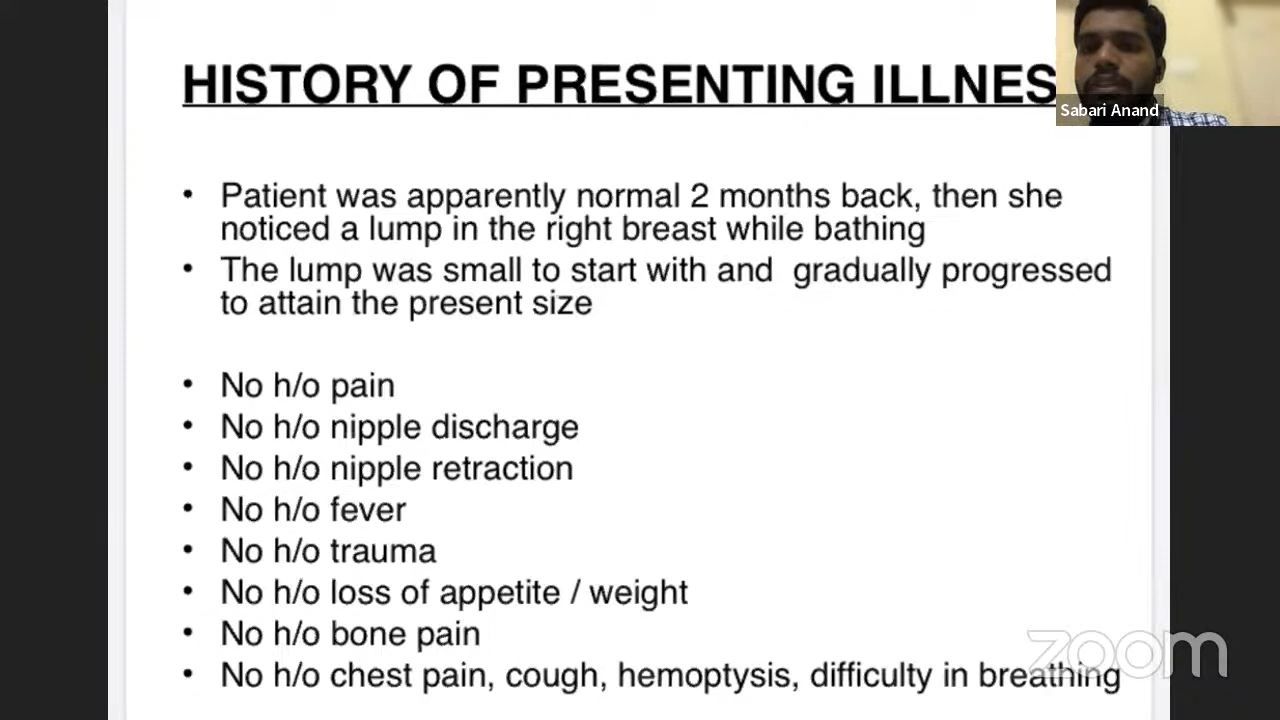 HISTORY OF PRESENTING ILLNES
Sabari Anand
• Patient was apparently normal 2 months back, then she
noticed a lump in the right breast while bathing
• The lump was small to start with and gradually progressed
to attain the present size
• No h/o pain
• No h/o nipple discharge
• No h/o nipple retraction
• No h/o fever
• No h/o trauma
• No h/o loss of appetite / weight
• No h/o bone pain
• No h/o chest pain, cough, hemoptysis, difficulty in breathing
zoom